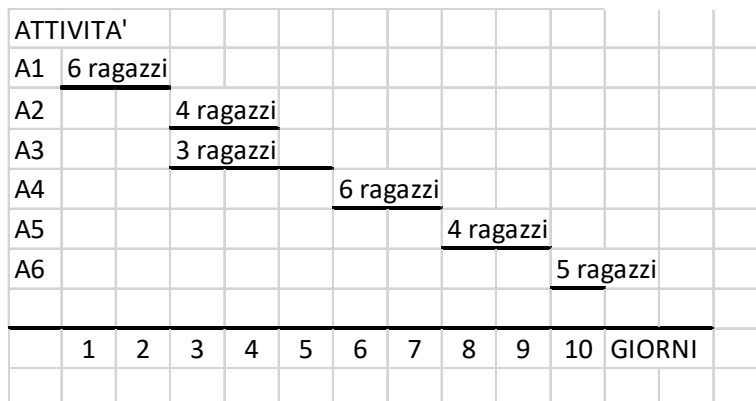 ATTIVITA'
A1 6 ragazzi
A2 4 ragazzi
A3 3 ragazzi
A4 6 ragazzi
A5 4 ragazzi
A6 5 ragazzi
1 2 3 4 5 6 7 8 9 10 GIORNI